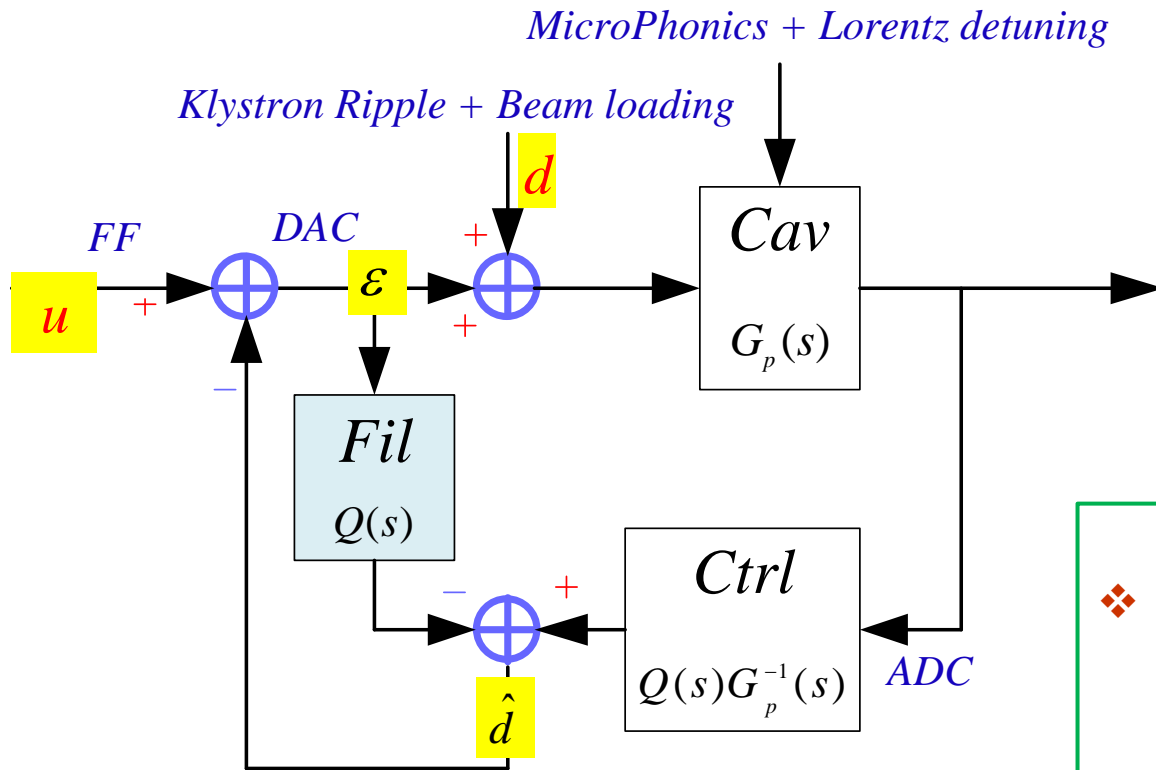 MicroPhonics + Lorentz detuning
Klystron Ripple + Beam loading
d
FF
DAC
+
Cav
ε
u
+
+
G_p(s)
−
Fil
Q(s)
Ctrl
−
+
❖
Q(s)G_p^{-1}(s)
ADC
d̂